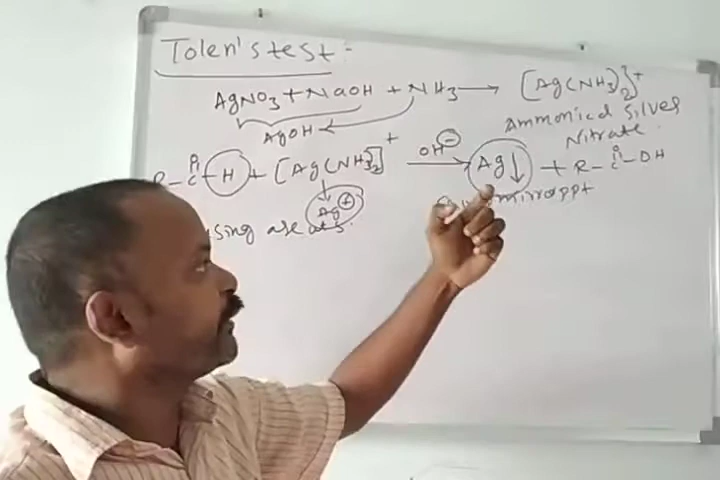 Tolen's test :-
AgNO3 + NaOH + NH3 → [Ag(NH3)2]+
AgOH ← Ammonical Silver
Nitrate.
R-C(=O)-H + [Ag(NH3)2]+ —OH⊖→ Ag↓ + R-C(=O)-OH
Ag⊕ mirror ppt